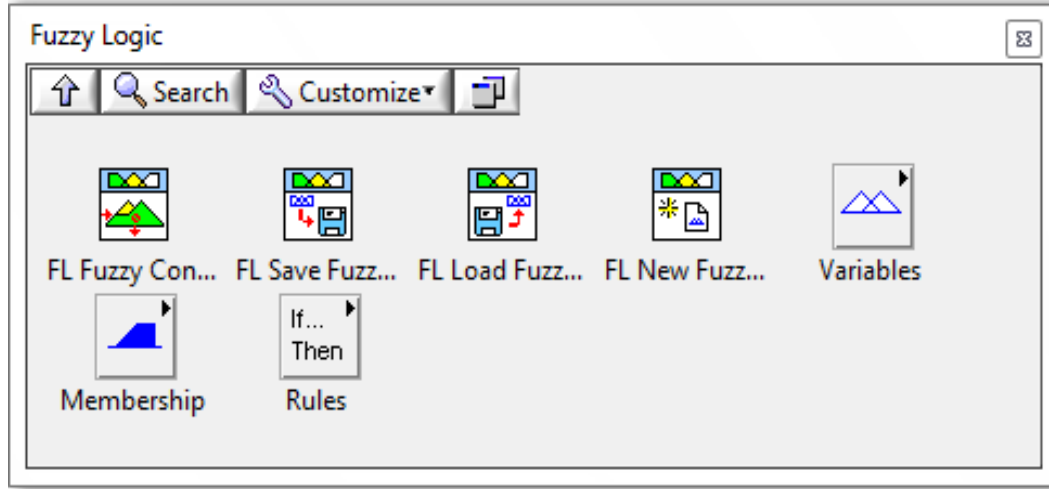 Fuzzy Logic
Search Customize
FL Fuzzy Con... FL Save Fuzz... FL Load Fuzz... FL New Fuzz... Variables
If...
Then
Membership Rules